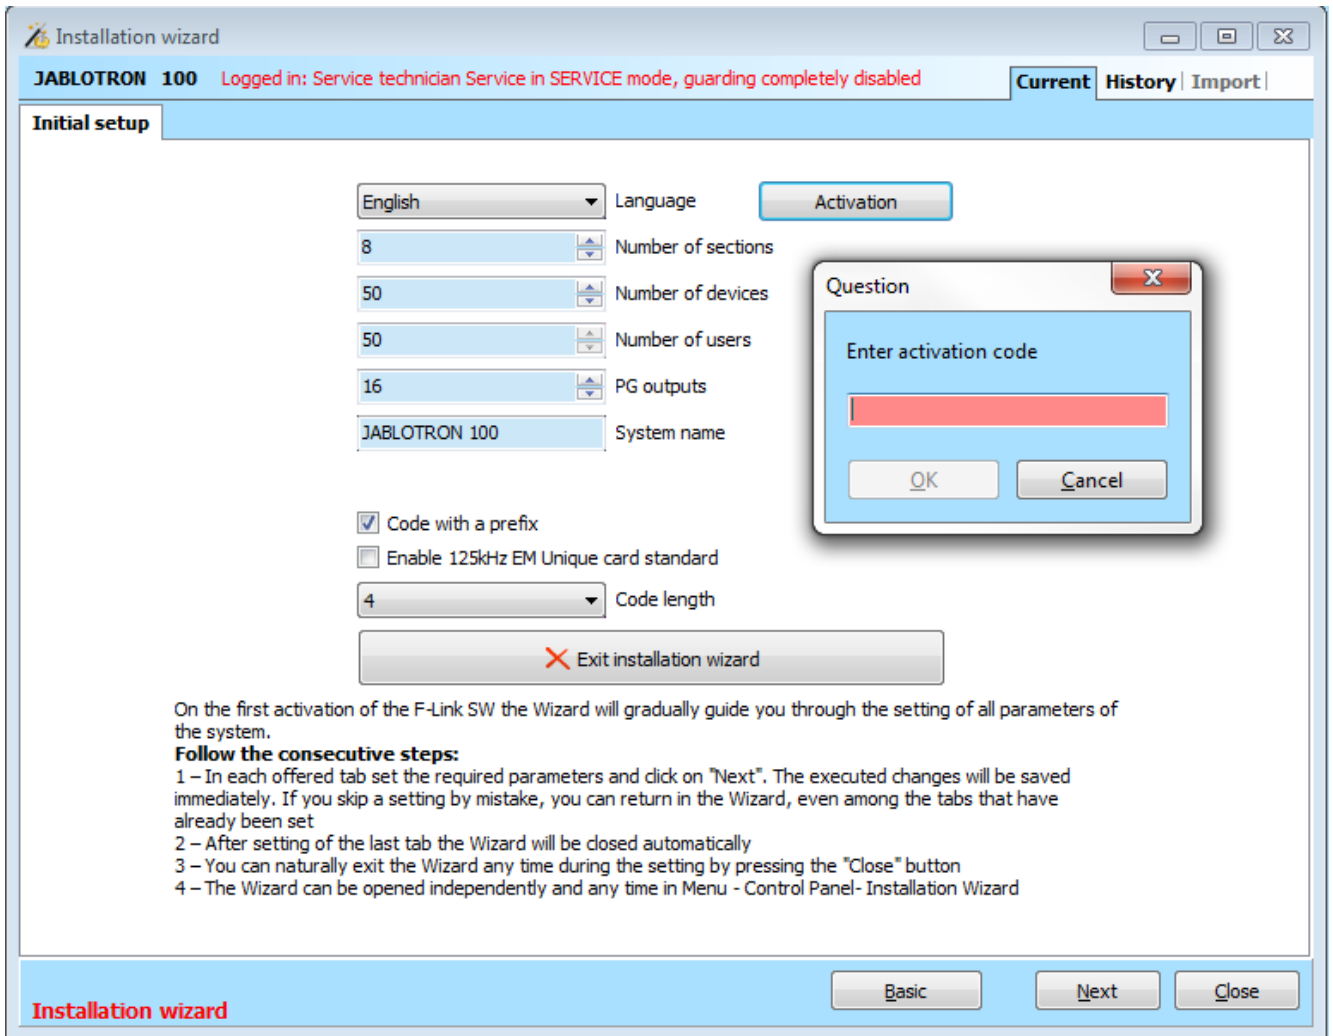 Installation wizard
JABLOTRON 100 Logged in: Service technician Service in SERVICE mode, guarding completely disabled Current History Import
Initial setup
English Language Activation
8 Number of sections
50 Number of devices
50 Number of users
16 PG outputs
JABLOTRON 100 System name
Question
Enter activation code
OK Cancel
Code with a prefix
Enable 125kHz EM Unique card standard
4 Code length
Exit installation wizard
On the first activation of the F-Link SW the Wizard will gradually guide you through the setting of all parameters of
the system.
Follow the consecutive steps:
1 – In each offered tab set the required parameters and click on "Next". The executed changes will be saved
immediately. If you skip a setting by mistake, you can return in the Wizard, even among the tabs that have
already been set
2 – After setting of the last tab the Wizard will be closed automatically
3 – You can naturally exit the Wizard any time during the setting by pressing the "Close" button
4 – The Wizard can be opened independently and any time in Menu - Control Panel- Installation Wizard
Basic Next Close
Installation wizard